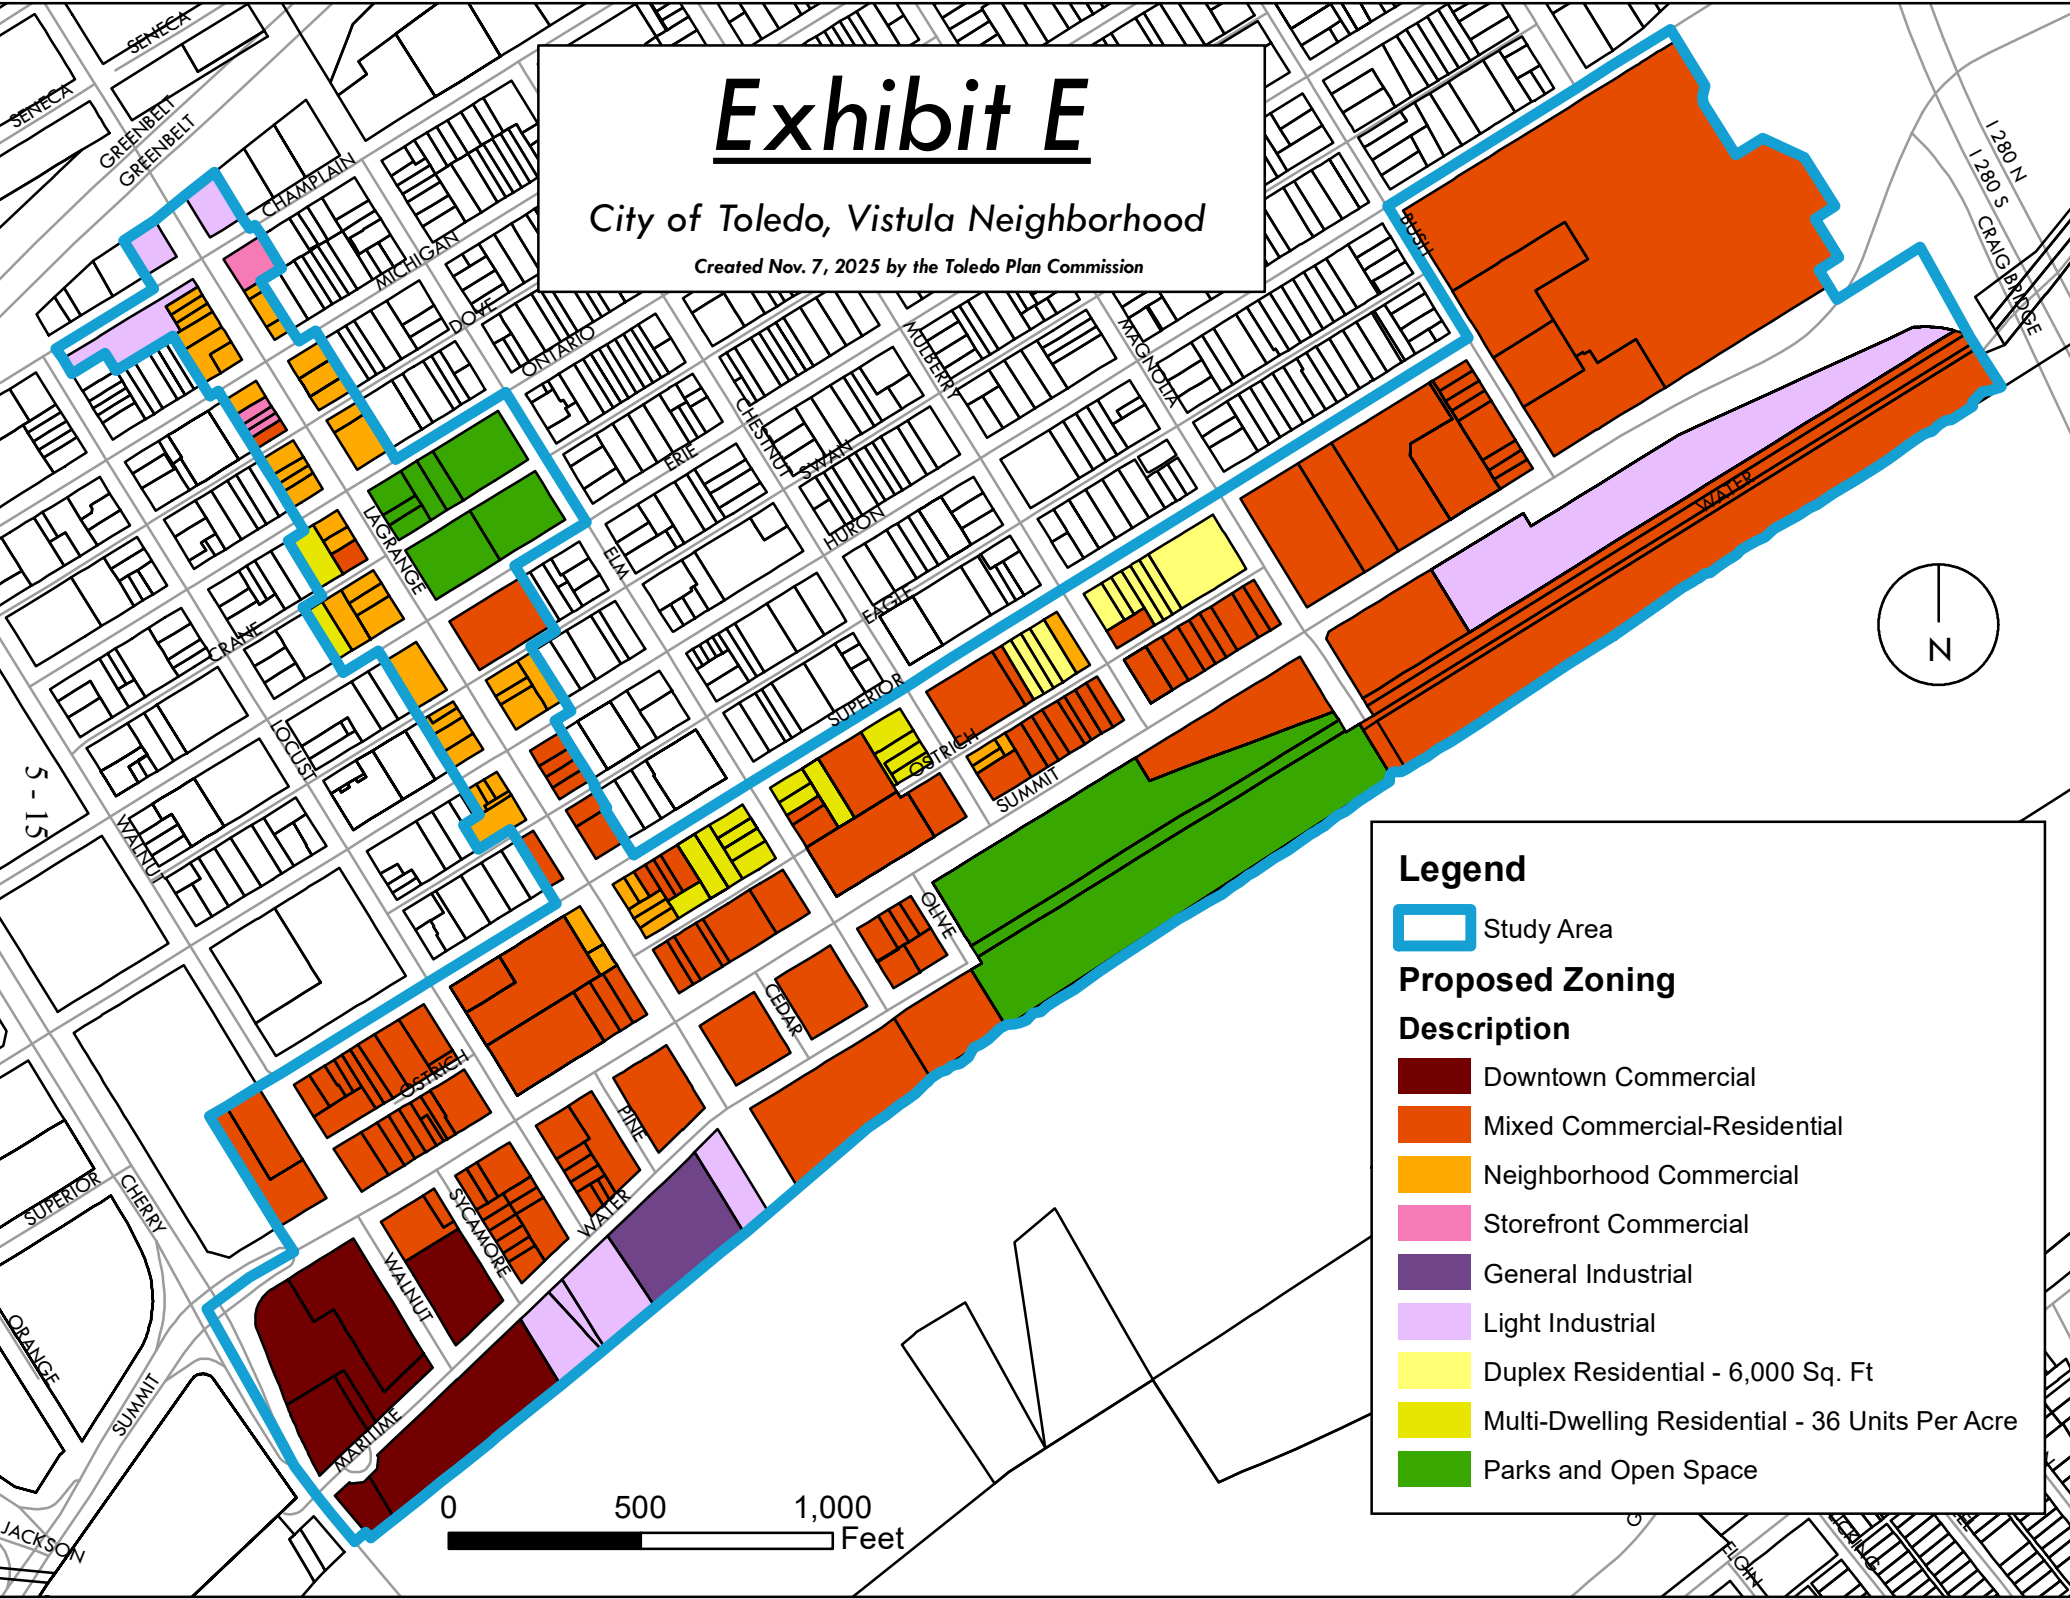 Exhibit E
City of Toledo, Vistula Neighborhood
Created Nov. 7, 2025 by the Toledo Plan Commission
SENECA
SENECA
GREENBELT
GREENBELT
CHAMPLAIN
MICHIGAN
DOVE
ONTARIO
ERIE
SWAN
HURON
EAGLE
SUPERIOR
OSTRICH
SUMMIT
LAGRANGE
ELM
CHESTNUT
MULBERRY
MAGNOLIA
BUSH
I 280 N
I 280 S
CRAIG BRIDGE
WATER
CRANE
LOCUST
WALNUT
5 - 15
OLIVE
CEDAR
PINE
OSTRICH
WATER
SYCAMORE
WALNUT
MARITIME
SUPERIOR
CHERRY
ORANGE
SUMMIT
JACKSON
ELGIN
N
0 500 1,000
Feet
Legend
Study Area
Proposed Zoning
Description
Downtown Commercial
Mixed Commercial-Residential
Neighborhood Commercial
Storefront Commercial
General Industrial
Light Industrial
Duplex Residential - 6,000 Sq. Ft
Multi-Dwelling Residential - 36 Units Per Acre
Parks and Open Space